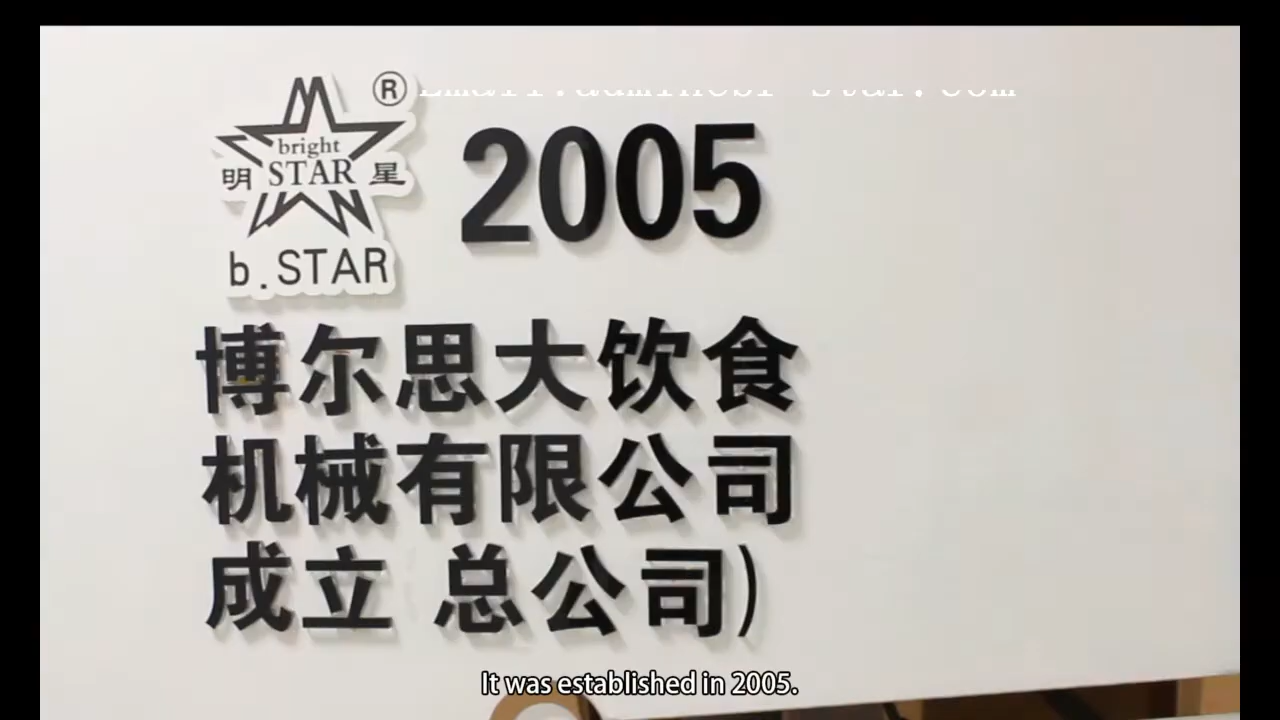 ®
bright
明 STAR 星
b.STAR
2005
博尔思大饮食
机械有限公司
成立 总公司)
It was established in 2005.